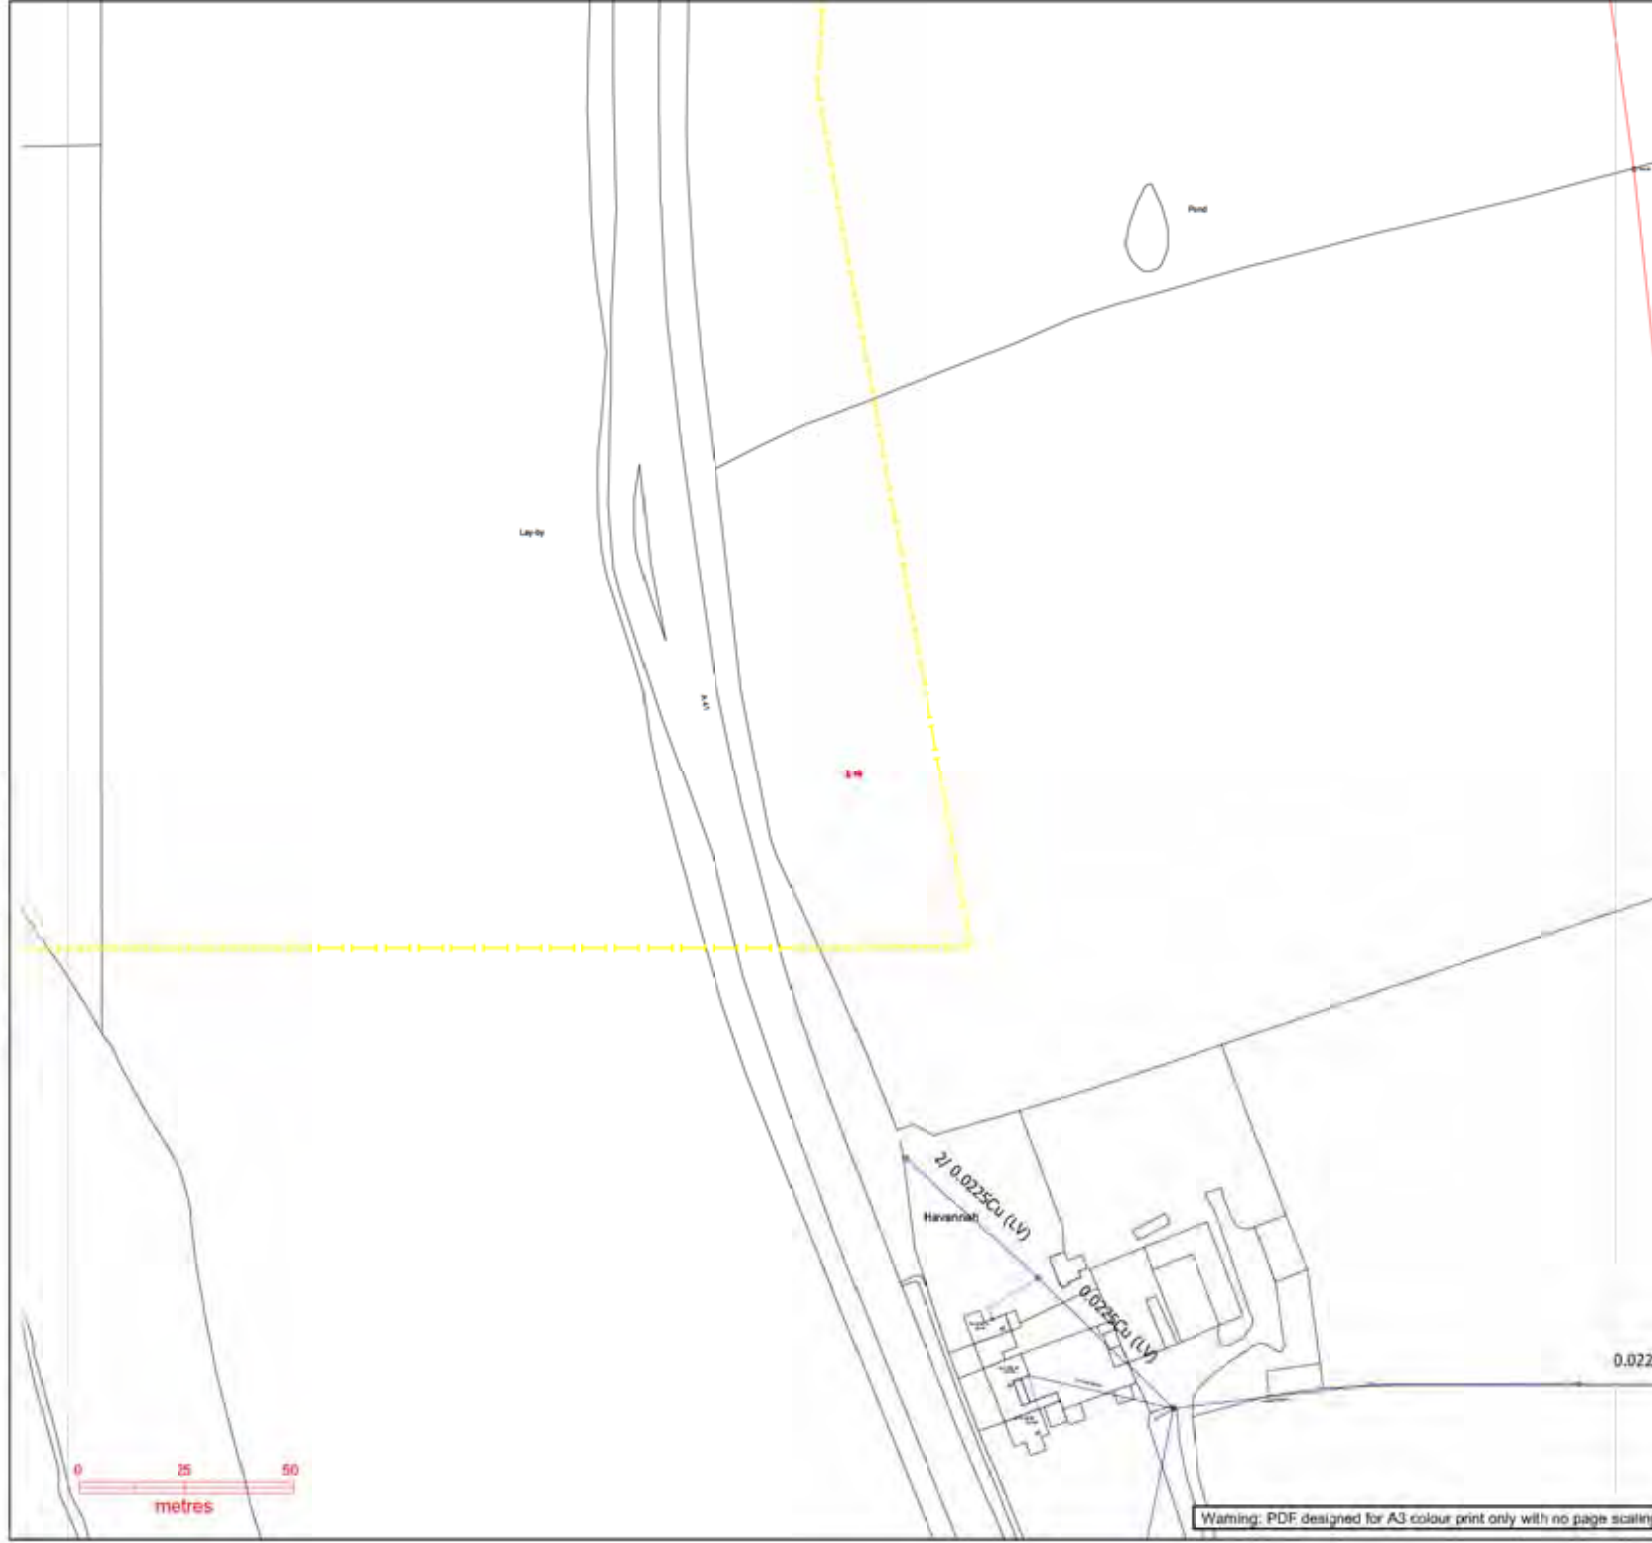 Pond
Lay-by
A 41
2/ 0.0225Cu (LV)
Havannah
0.0225Cu (LV)
0.022
0 25 50
metres
Warning: PDF designed for A3 colour print only with no page scaling